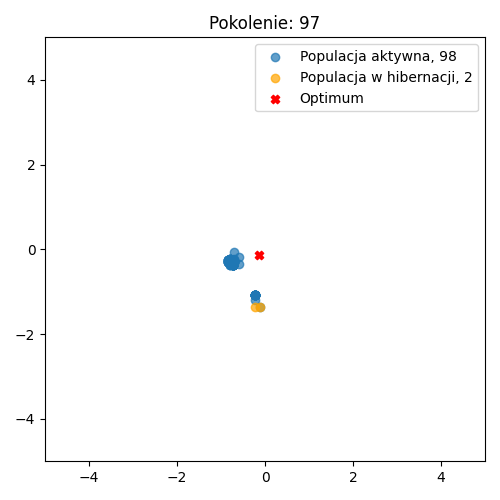 Pokolenie: 97
Populacja aktywna, 98
Populacja w hibernacji, 2
Optimum
4
2
0
−2
−4
−4 −2 0 2 4